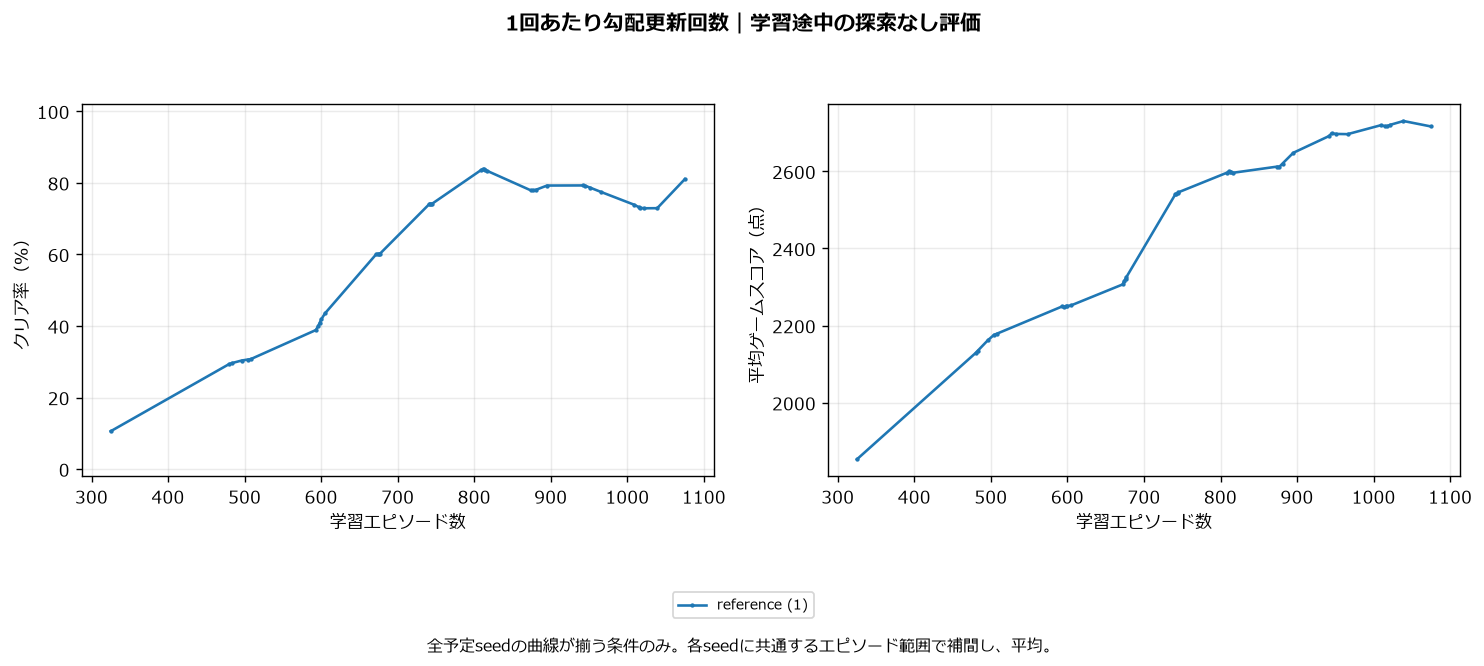 1回あたり勾配更新回数｜学習途中の探索なし評価
クリア率（%）
100
80
60
40
20
0
300 400 500 600 700 800 900 1000 1100
学習エピソード数
平均ゲームスコア（点）
2600
2400
2200
2000
300 400 500 600 700 800 900 1000 1100
学習エピソード数
reference (1)
全予定seedの曲線が揃う条件のみ。各seedに共通するエピソード範囲で補間し、平均。